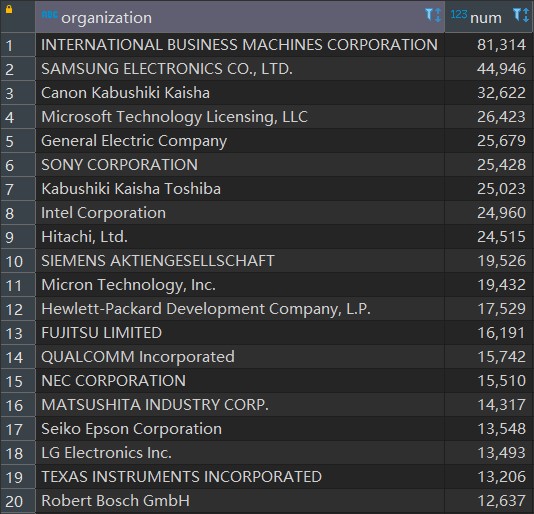 ABC organization 123 num
1 INTERNATIONAL BUSINESS MACHINES CORPORATION 81,314
2 SAMSUNG ELECTRONICS CO., LTD. 44,946
3 Canon Kabushiki Kaisha 32,622
4 Microsoft Technology Licensing, LLC 26,423
5 General Electric Company 25,679
6 SONY CORPORATION 25,428
7 Kabushiki Kaisha Toshiba 25,023
8 Intel Corporation 24,960
9 Hitachi, Ltd. 24,515
10 SIEMENS AKTIENGESELLSCHAFT 19,526
11 Micron Technology, Inc. 19,432
12 Hewlett-Packard Development Company, L.P. 17,529
13 FUJITSU LIMITED 16,191
14 QUALCOMM Incorporated 15,742
15 NEC CORPORATION 15,510
16 MATSUSHITA INDUSTRY CORP. 14,317
17 Seiko Epson Corporation 13,548
18 LG Electronics Inc. 13,493
19 TEXAS INSTRUMENTS INCORPORATED 13,206
20 Robert Bosch GmbH 12,637